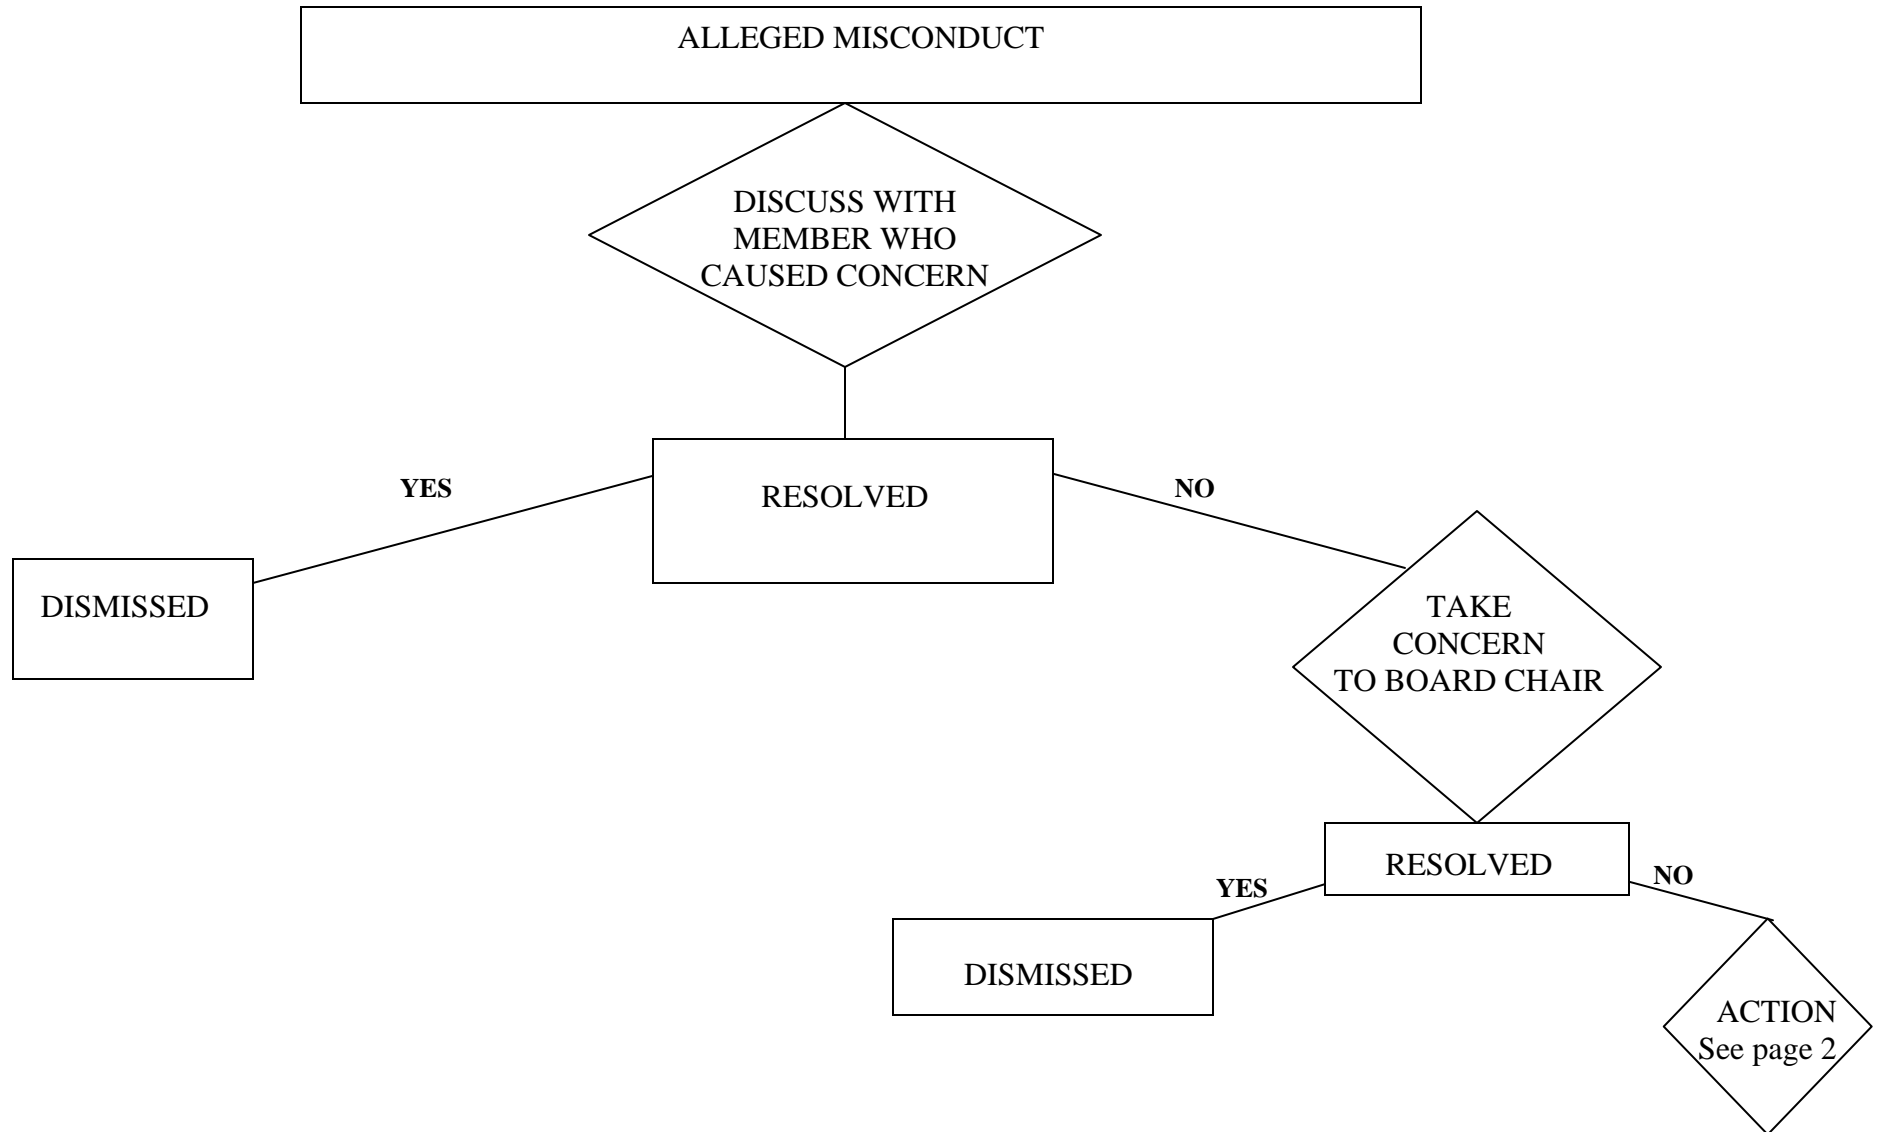 ALLEGED MISCONDUCT
DISCUSS WITH
MEMBER WHO
CAUSED CONCERN
YES
RESOLVED
NO
DISMISSED
TAKE
CONCERN
TO BOARD CHAIR
RESOLVED
YES
NO
DISMISSED
ACTION
See page 2